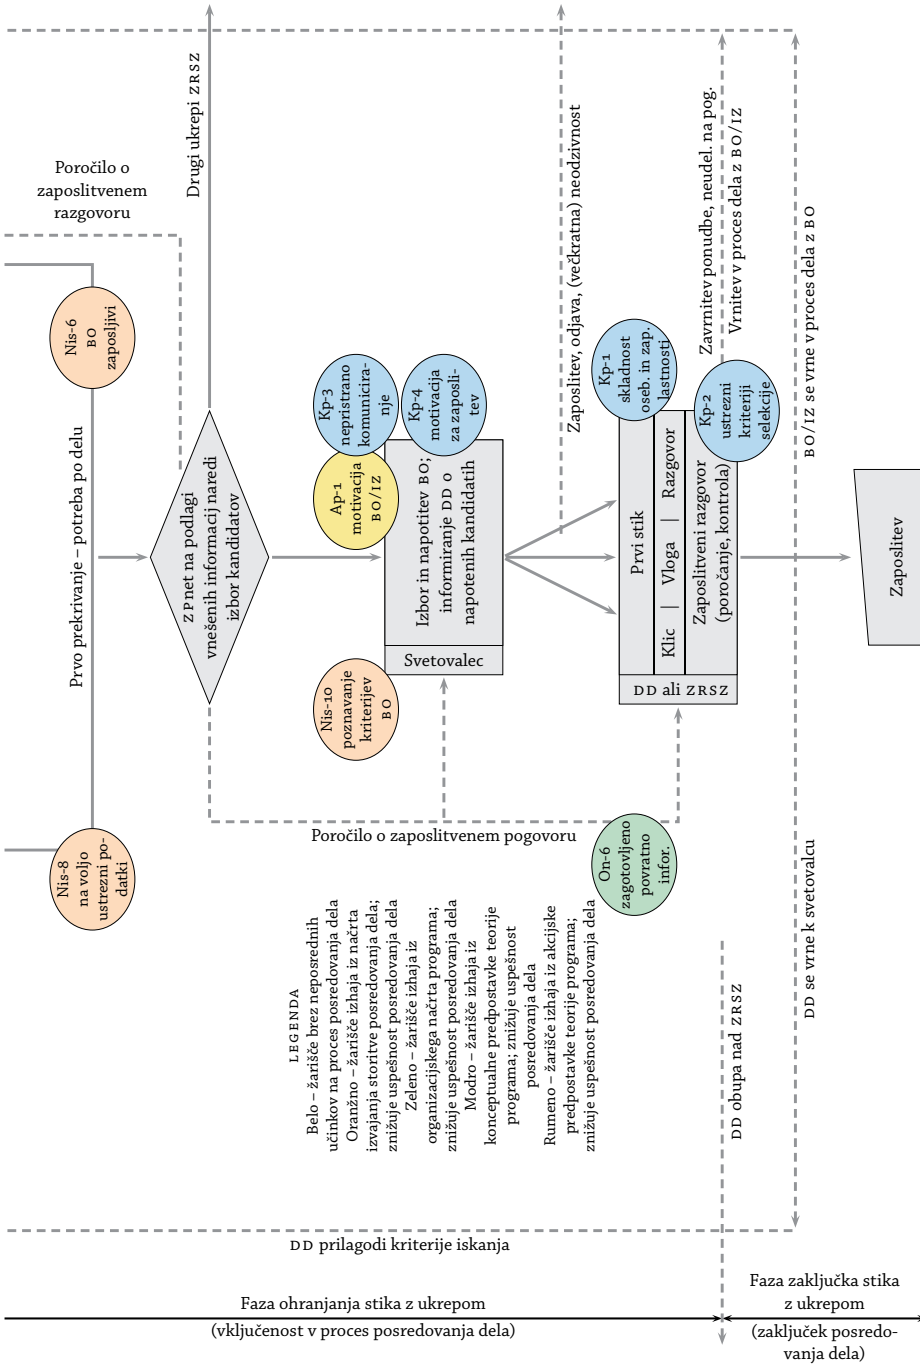 Poročilo o
zaposlitvenem
razgovoru
Drugi ukrepi ZRSZ
Nis-6
BO
zaposljivi
Prvo prekrivanje – potreba po delu
Nis-8
na voljo
ustrezni po-
datki
ZPnet na podlagi
vnešenih informacij naredi
izbor kandidatov
Kp-3
nepristrano
komunicira-
nje
Kp-4
motivacija
za zaposli-
tev
Ap-1
motivacija
BO/IZ
Izbor in napotitev BO;
informiranje DD o
napotenih kandidatih
Svetovalec
Nis-10
poznavanje
kriterijev
BO
Poročilo o zaposlitvenem pogovoru
Zaposlitev, odjava, (večkratna) neodzivnost
Kp-1
skladnost
oseb. in zap.
lastnosti
Kp-2
ustrezni
kriteriji
selekcije
Prvi stik
Klic | Vloga | Razgovor
Zaposlitveni razgovor
(poročanje, kontrola)
DD ali ZRSZ
On-6
zagotovljeno
povratno
infor.
Zavrnitev ponudbe, neudel. na pog.
Vrnitev v proces dela z BO/IZ
BO/IZ se vrne v proces dela z BO
Zaposlitev
LEGENDA
Belo – žarišče brez neposrednih
učinkov na proces posredovanja dela
Oranžno – žarišče izhaja iz načrta
izvajanja storitve posredovanja dela;
znižuje uspešnost posredovanja dela
Zeleno – žarišče izhaja iz
organizacijskega načrta programa;
znižuje uspešnost posredovanja dela
Modro – žarišče izhaja iz
konceptualne predpostavke teorije
programa; znižuje uspešnost
posredovanja dela
Rumeno – žarišče izhaja iz akcijske
predpostavke teorije programa;
znižuje uspešnost posredovanja dela
DD obupa nad ZRSZ
DD se vrne k svetovalcu
DD prilagodi kriterije iskanja
Faza ohranjanja stika z ukrepom
(vključenost v proces posredovanja dela)
Faza zaključka stika
z ukrepom
(zaključek posredo-
vanja dela)